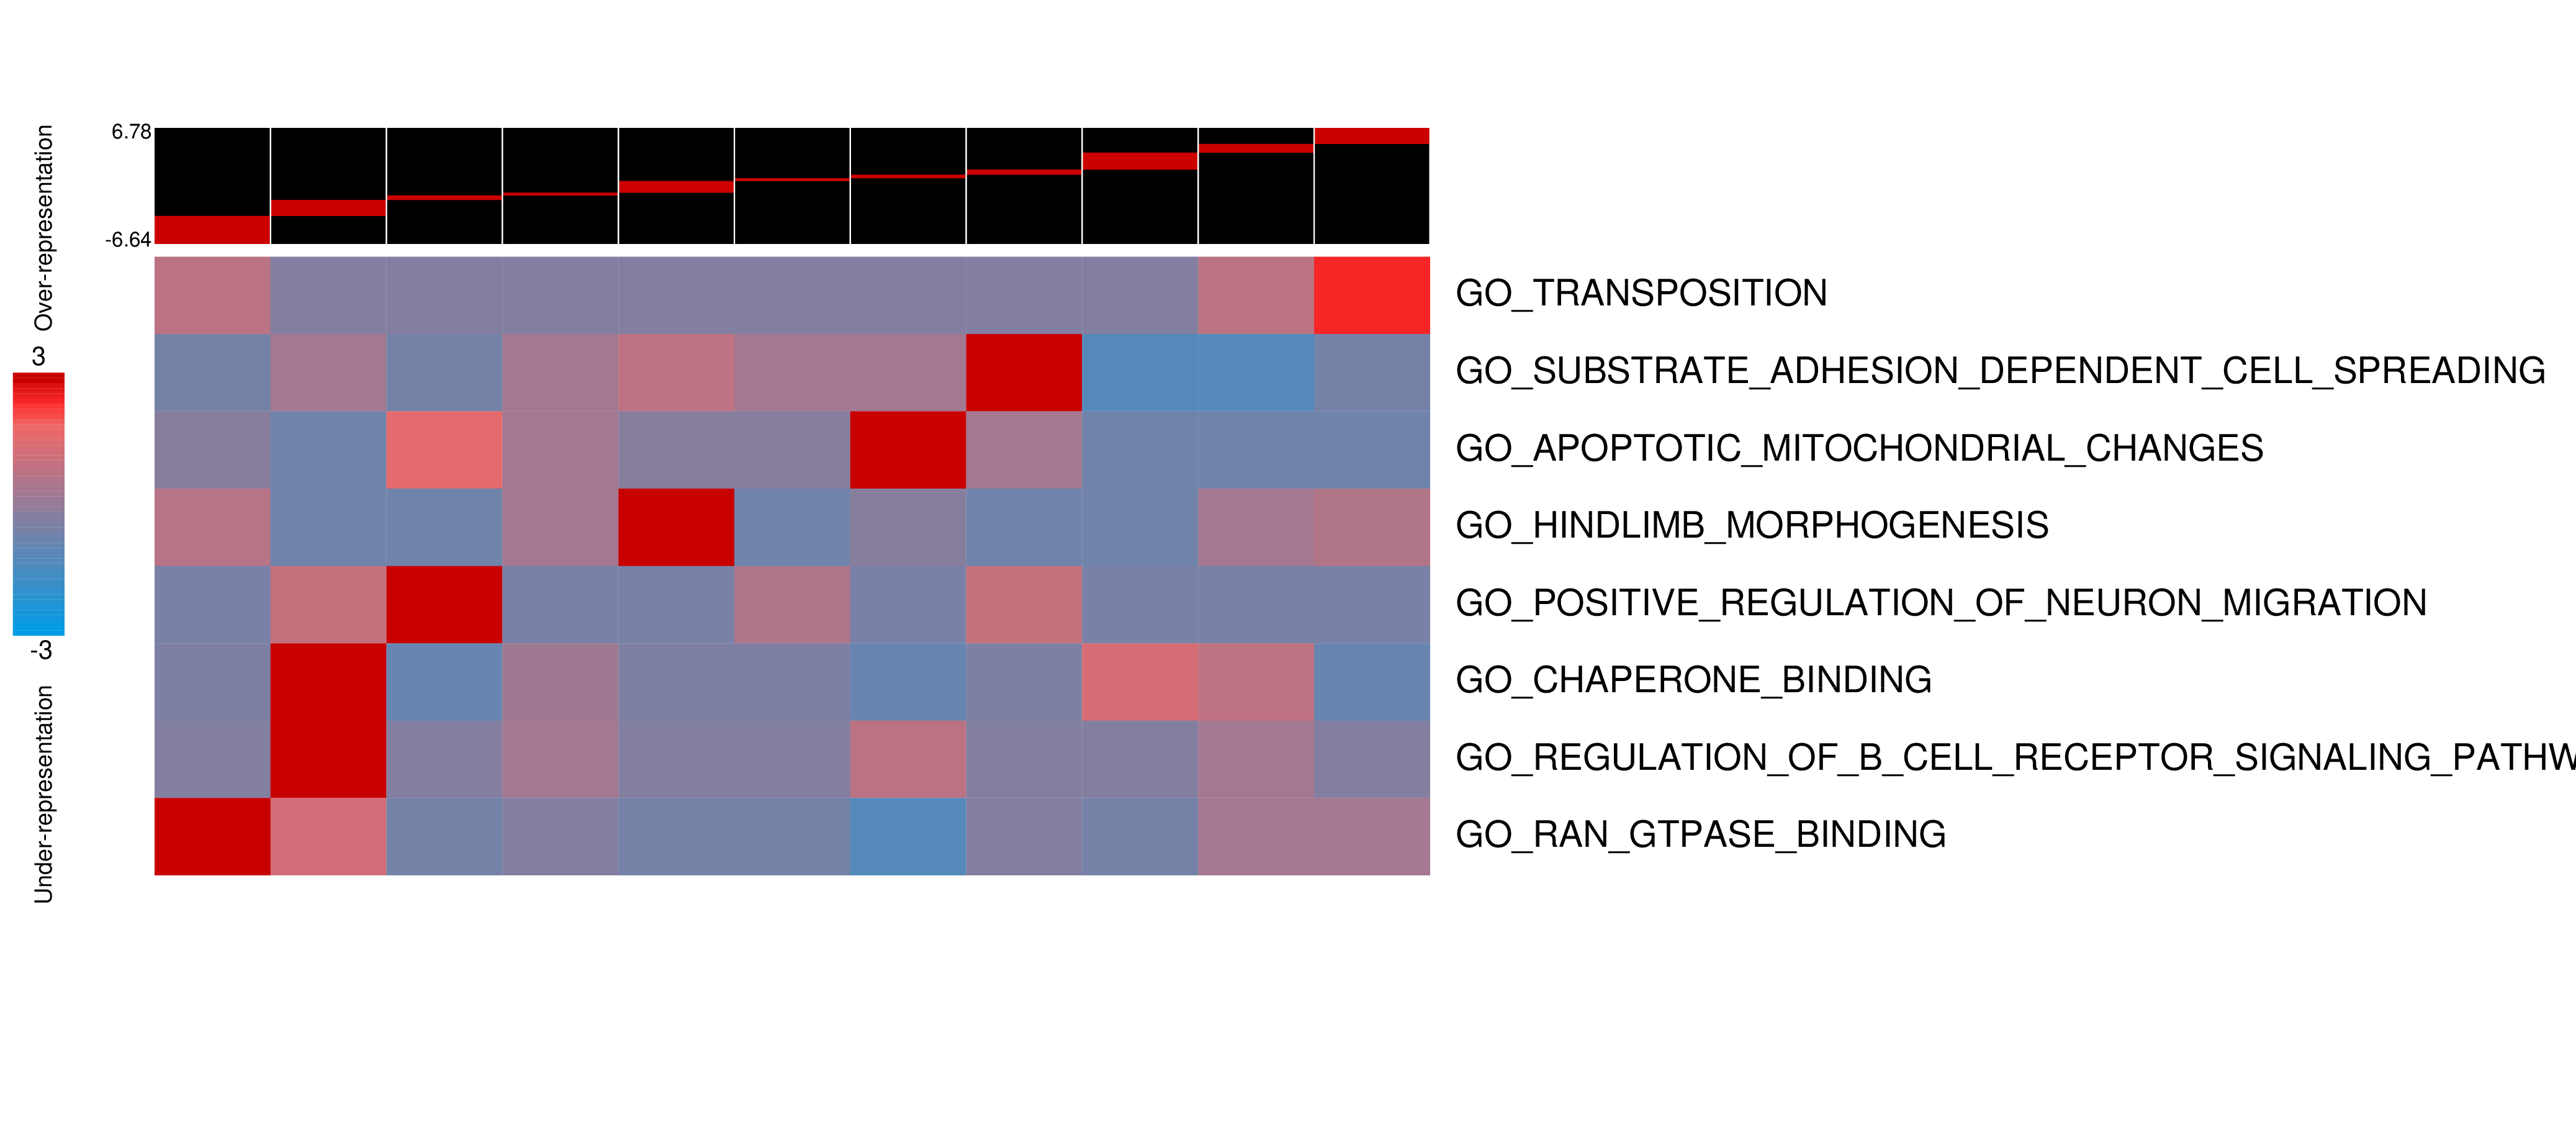 Over-representation
6.78
-6.64
3
-3
Under-representation
GO_TRANSPOSITION
GO_SUBSTRATE_ADHESION_DEPENDENT_CELL_SPREADING
GO_APOPTOTIC_MITOCHONDRIAL_CHANGES
GO_HINDLIMB_MORPHOGENESIS
GO_POSITIVE_REGULATION_OF_NEURON_MIGRATION
GO_CHAPERONE_BINDING
GO_REGULATION_OF_B_CELL_RECEPTOR_SIGNALING_PATHW
GO_RAN_GTPASE_BINDING